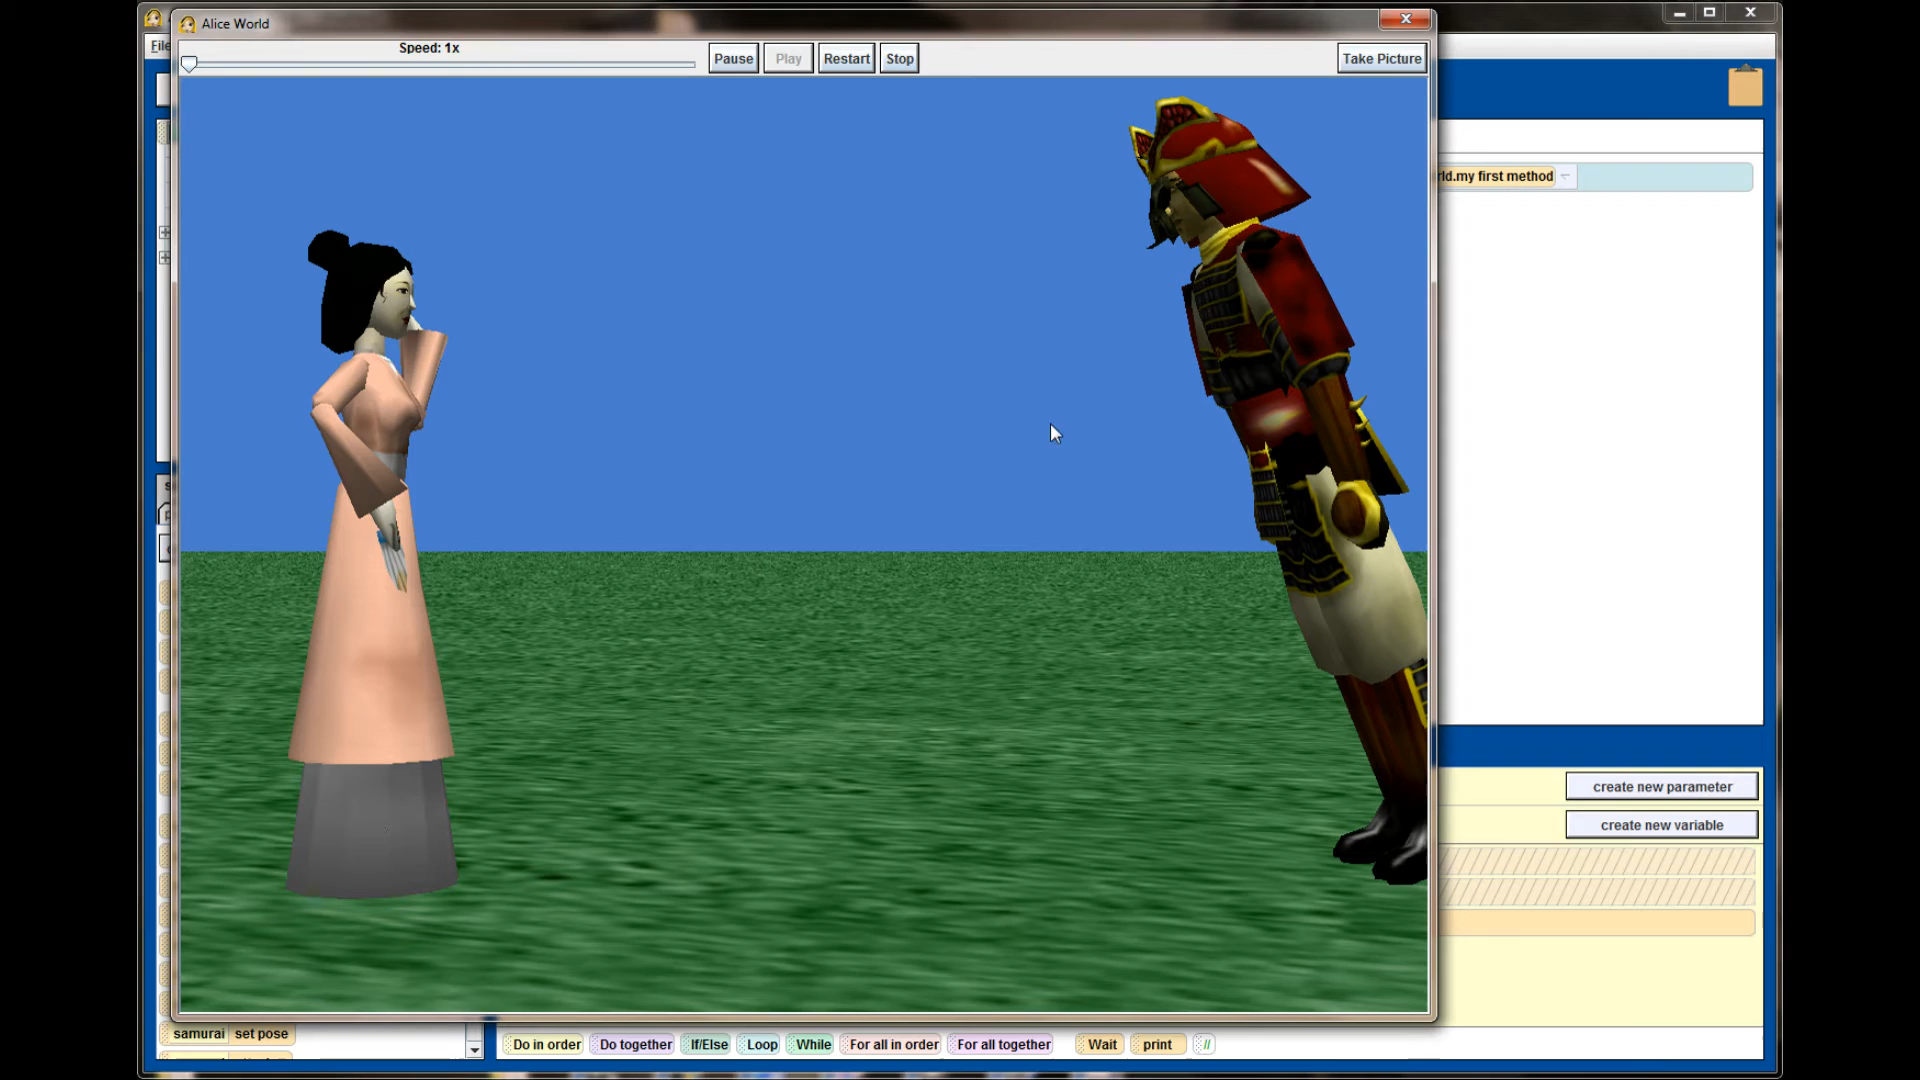 Alice World
File
Speed: 1x
Pause Play Restart Stop Take Picture
rld.my first method
create new parameter
create new variable
samurai set pose
Do in order Do together If/Else Loop While For all in order For all together Wait print //